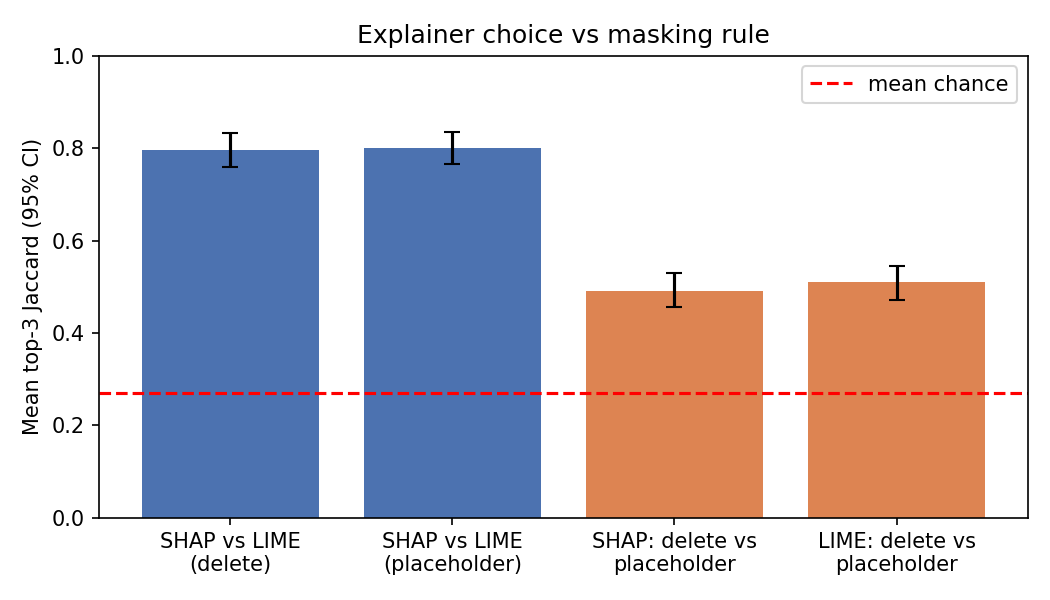 Explainer choice vs masking rule
mean chance
Mean top-3 Jaccard (95% CI)
1.0
0.8
0.6
0.4
0.2
0.0
SHAP vs LIME
(delete)
SHAP vs LIME
(placeholder)
SHAP: delete vs
placeholder
LIME: delete vs
placeholder